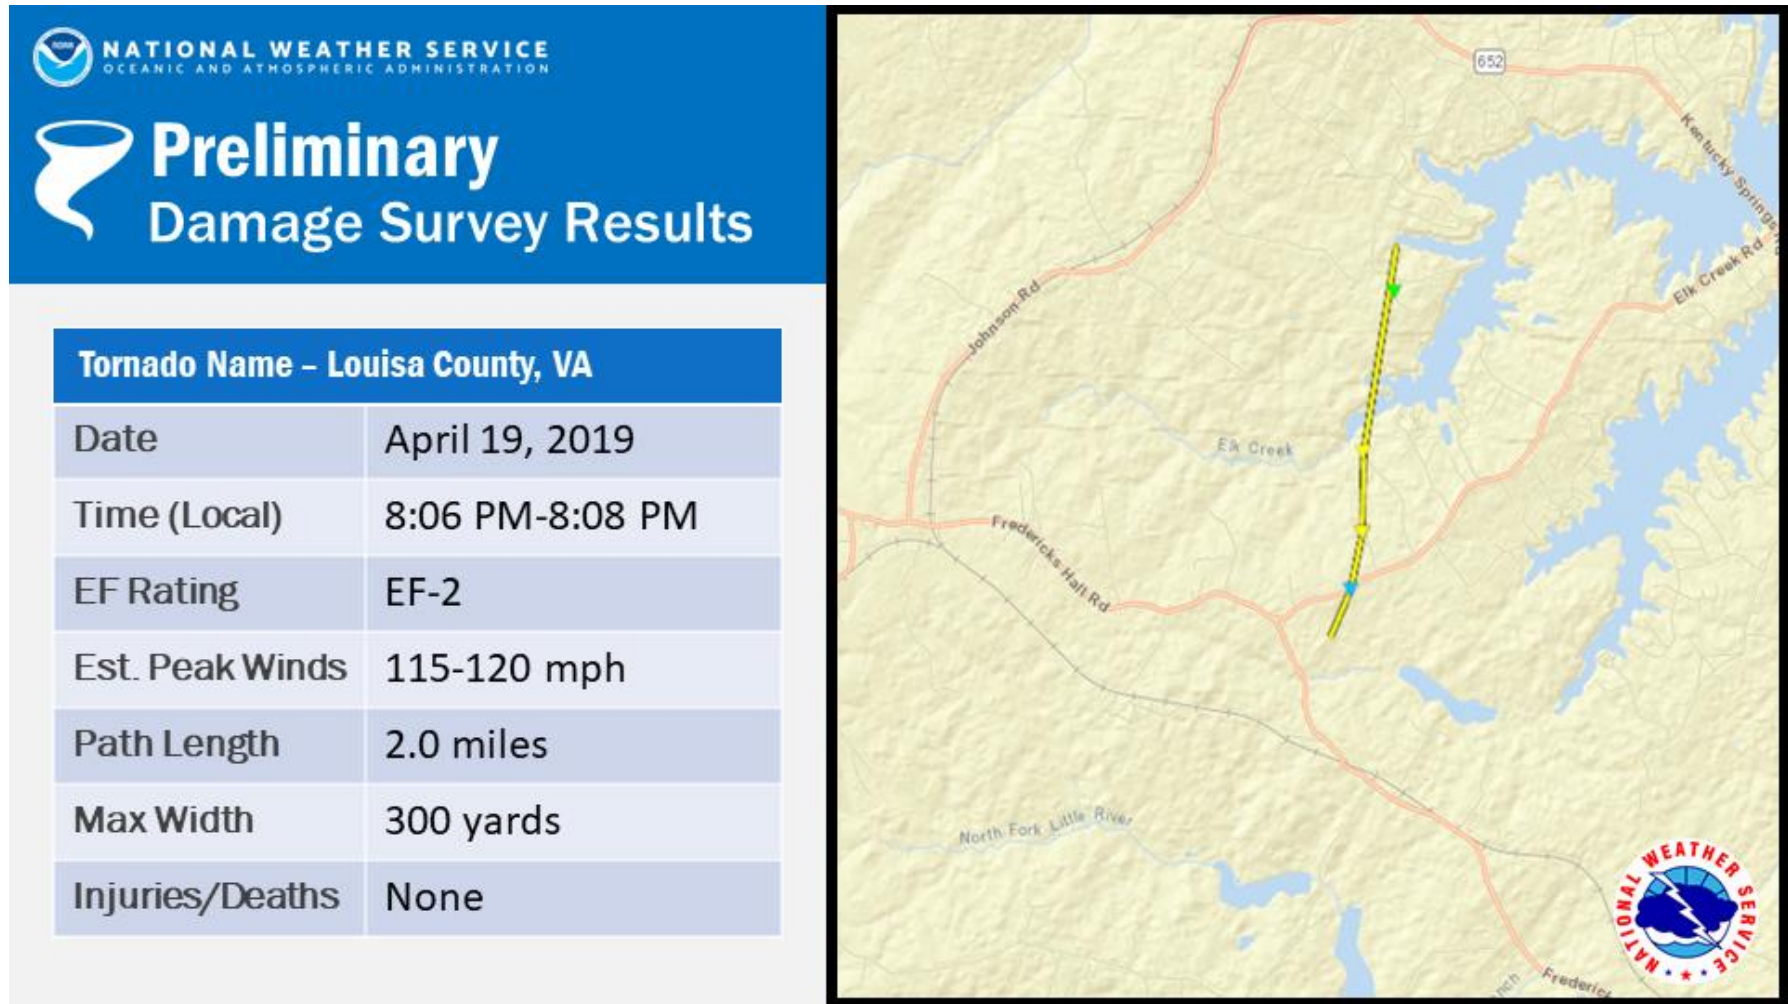 NATIONAL WEATHER SERVICE
OCEANIC AND ATMOSPHERIC ADMINISTRATION
Preliminary
Damage Survey Results
Tornado Name – Louisa County, VA
Date April 19, 2019
Time (Local) 8:06 PM-8:08 PM
EF Rating EF-2
Est. Peak Winds 115-120 mph
Path Length 2.0 miles
Max Width 300 yards
Injuries/Deaths None
652
Kentucky Springs
Elk Creek Rd
Johnson Rd
Elk Creek
Fredericks Hall Rd
North Fork Little River
NATIONAL WEATHER SERVICE